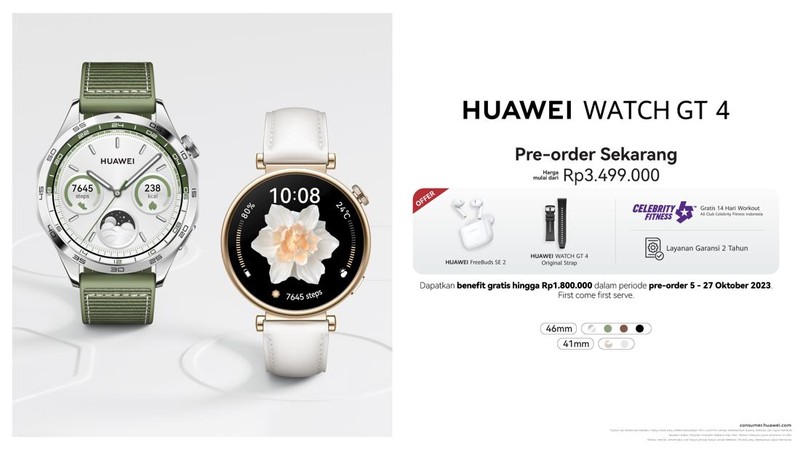 HUAWEI
7645
steps
238
kcal
10:08
80%
24°C
7645 steps
HUAWEI WATCH GT 4
Pre-order Sekarang
Harga mulai dari Rp3.499.000
OFFER
HUAWEI FreeBuds SE 2
HUAWEI WATCH GT 4
Original Strap
CELEBRITY FITNESS
Gratis 14 Hari Workout
All Club Celebrity Fitness Indonesia
Layanan Garansi 2 Tahun
Dapatkan benefit gratis hingga Rp1.800.000 dalam periode pre-order 5 - 27 Oktober 2023.
First come first serve.
46mm
41mm
consumer.huawei.com